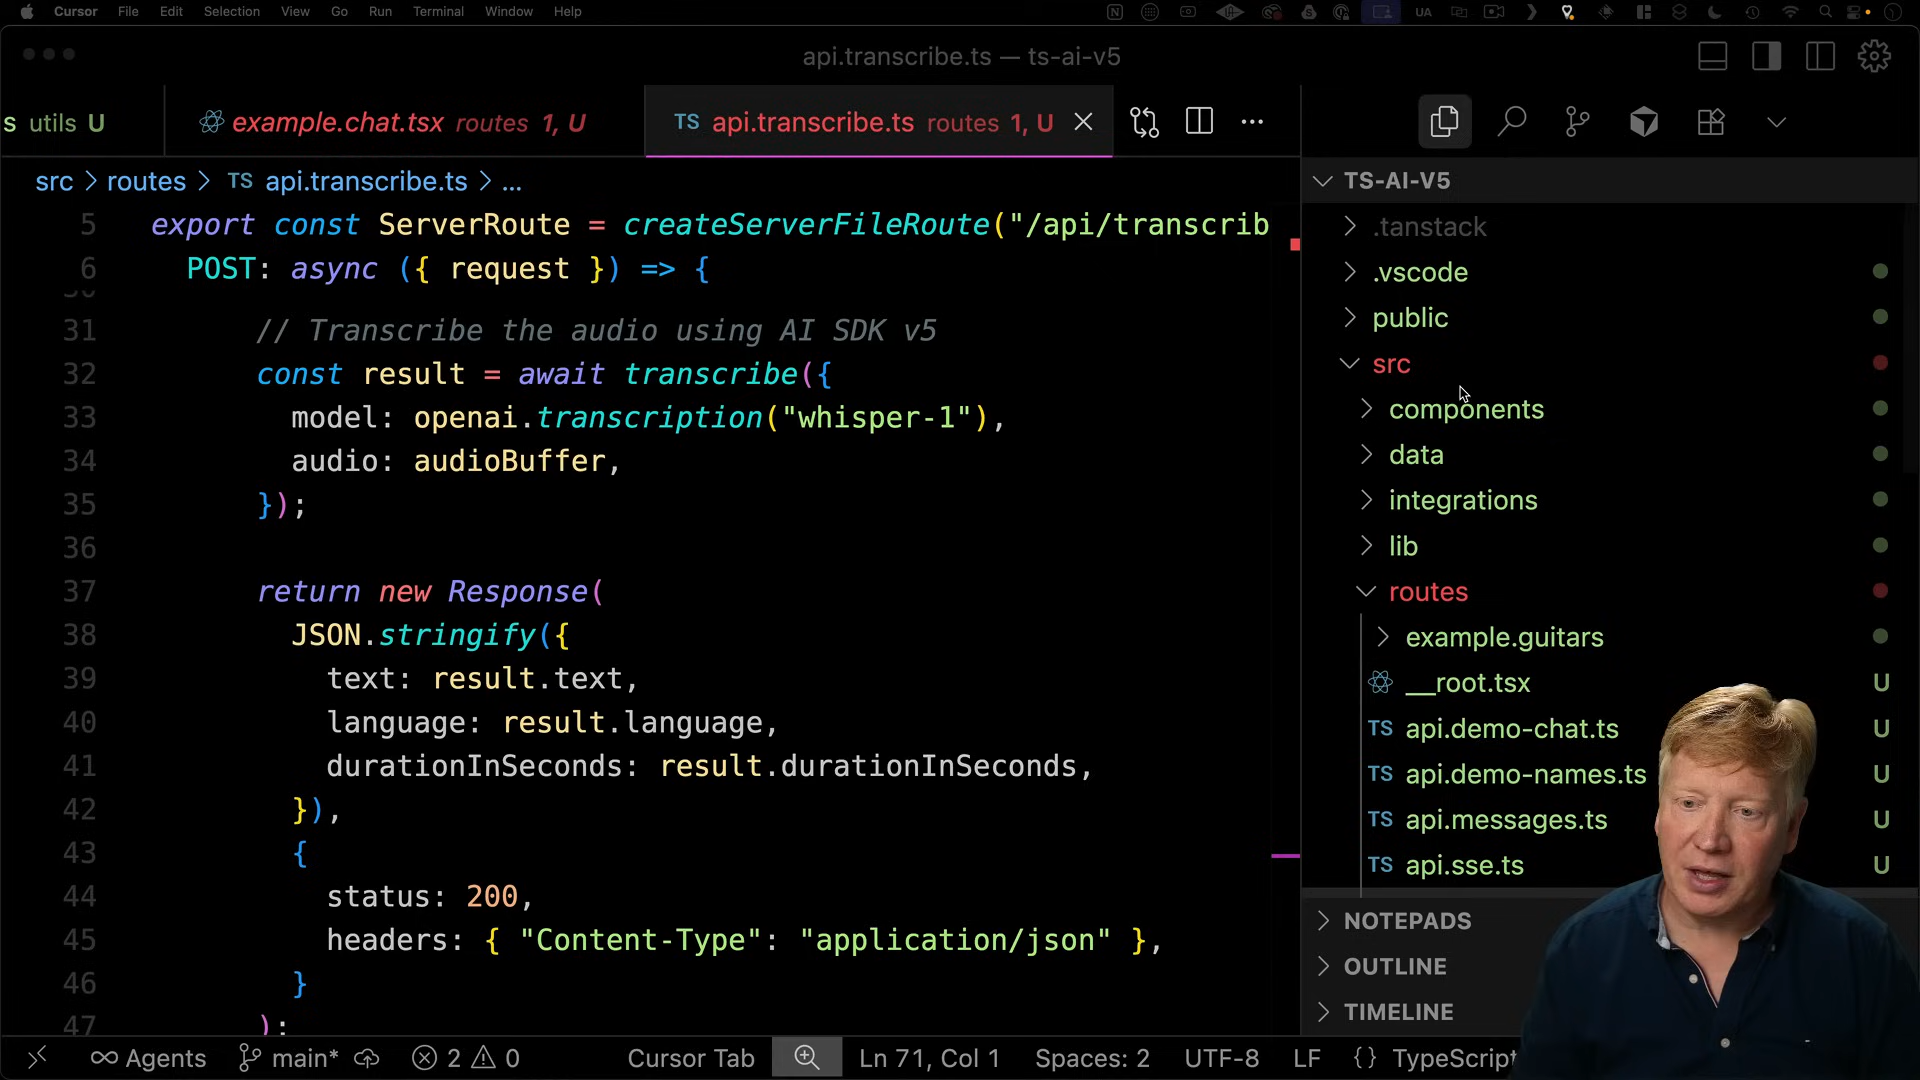 Cursor File Edit Selection View Go Run Terminal Window Help UA
api.transcribe.ts — ts-ai-v5
s utils U
example.chat.tsx routes 1, U
TS api.transcribe.ts routes 1, U
src > routes > TS api.transcribe.ts > ...
5 export const ServerRoute = createServerFileRoute("/api/transcrib
6 POST: async ({ request }) => {
31 // Transcribe the audio using AI SDK v5
32 const result = await transcribe({
33 model: openai.transcription("whisper-1"),
34 audio: audioBuffer,
35 });
36
37 return new Response(
38 JSON.stringify({
39 text: result.text,
40 language: result.language,
41 durationInSeconds: result.durationInSeconds,
42 }),
43 {
44 status: 200,
45 headers: { "Content-Type": "application/json" },
46 }
47 );
TS-AI-V5
.tanstack
.vscode
public
src
components
data
integrations
lib
routes
example.guitars
__root.tsx U
TS api.demo-chat.ts U
TS api.demo-names.ts U
TS api.messages.ts U
TS api.sse.ts U
NOTEPADS
OUTLINE
TIMELINE
Agents main* 2 0 Cursor Tab Ln 71, Col 1 Spaces: 2 UTF-8 LF {} TypeScript